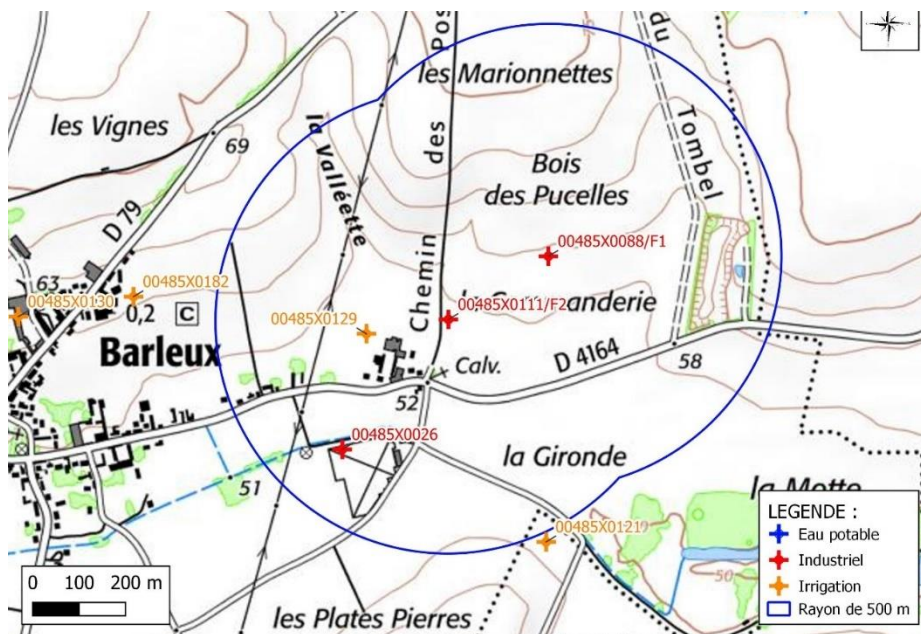 les Marionnettes
Chemin des Pos
du Tombel
75
les Vignes
69
la Valléette
D 79
Bois
des Pucelles
00485X0088/F1
63
00485X0182
00485X0130
0,2
C
00485X0111/F2
anderie
00485X0129
Barleux
D 4164
Calv.
58
52
00485X0026
la Gironde
51
la Motte
00485X0121
50
les Plates Pierres
0 100 200 m
LEGENDE :
Eau potable
Industriel
Irrigation
Rayon de 500 m